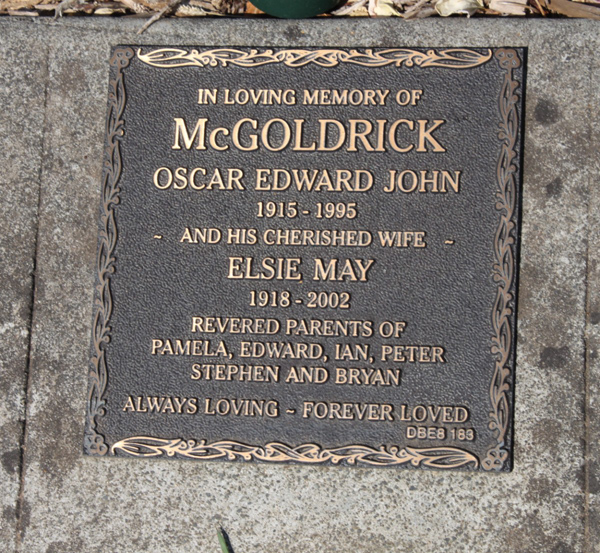 IN LOVING MEMORY OF
McGOLDRICK
OSCAR EDWARD JOHN
1915 - 1995
~ AND HIS CHERISHED WIFE ~
ELSIE MAY
1918 - 2002
REVERED PARENTS OF
PAMELA, EDWARD, IAN, PETER
STEPHEN AND BRYAN
ALWAYS LOVING ~ FOREVER LOVED
DBE8 183